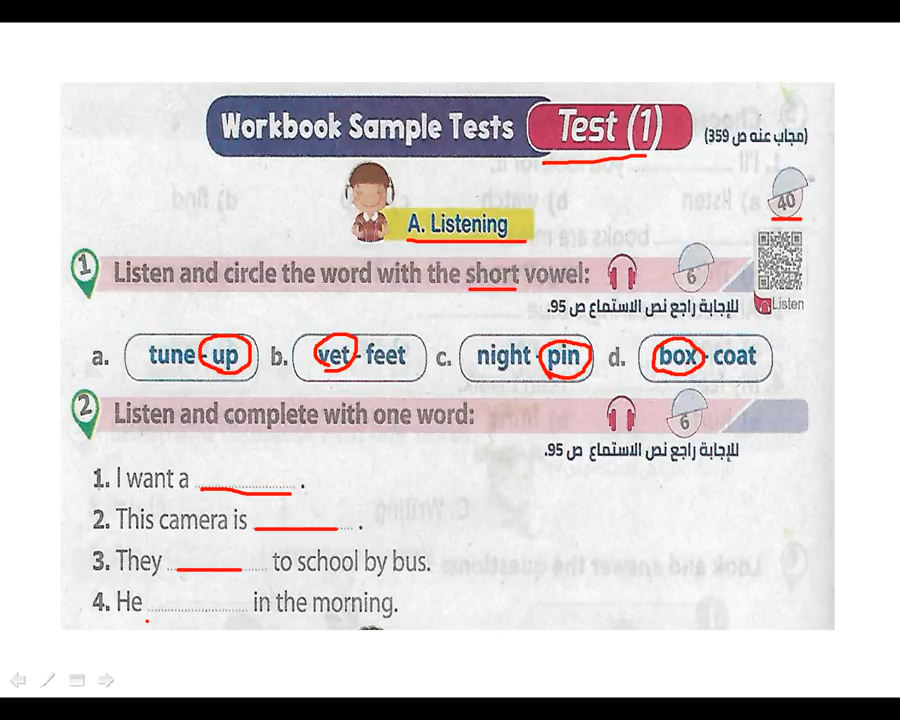 Workbook Sample Tests Test (1) (مجاب عنه ص 359)
40
A. Listening
1 Listen and circle the word with the short vowel: 6
Listen
للإجابة راجع نص الاستماع ص 95.
a. tune - up b. vet - feet c. night - pin d. box - coat
2 Listen and complete with one word: 6
للإجابة راجع نص الاستماع ص 95.
1. I want a .................... .
2. This camera is .................... .
3. They .................... to school by bus.
4. He .................... in the morning.